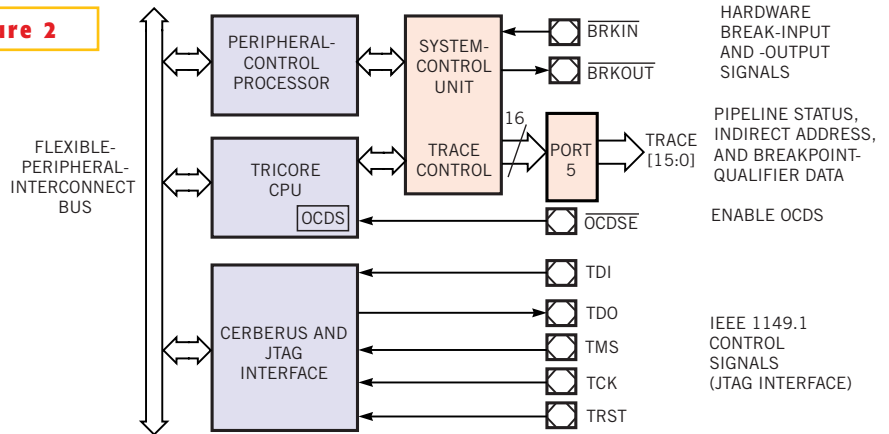 ure 2
FLEXIBLE-
PERIPHERAL-
INTERCONNECT
BUS
PERIPHERAL-
CONTROL
PROCESSOR
TRICORE
CPU
OCDS
CERBERUS AND
JTAG
INTERFACE
SYSTEM-
CONTROL
UNIT
TRACE
CONTROL
16
PORT
5
BRKIN
BRKOUT
TRACE
[15:0]
OCDSE
TDI
TDO
TMS
TCK
TRST
HARDWARE
BREAK-INPUT
AND -OUTPUT
SIGNALS
PIPELINE STATUS,
INDIRECT ADDRESS,
AND BREAKPOINT-
QUALIFIER DATA
ENABLE OCDS
IEEE 1149.1
CONTROL
SIGNALS
(JTAG INTERFACE)